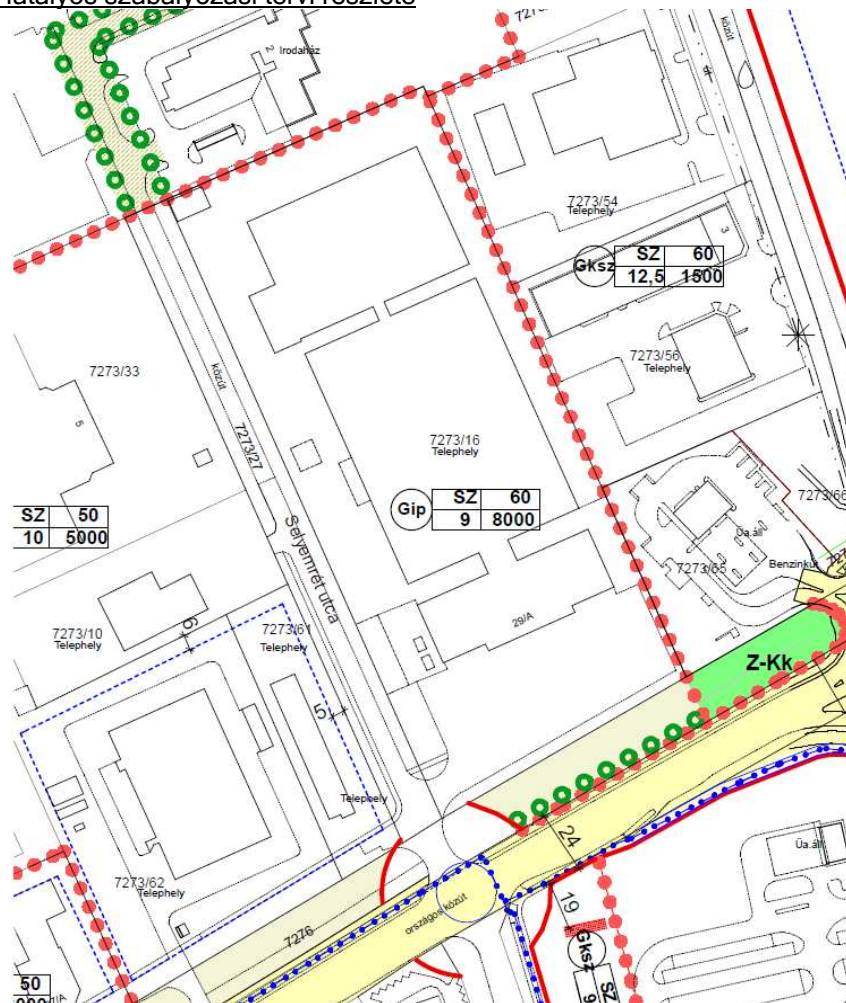 Hatályos szabályozási terv részlete
Irodaház
2
közút
út
7273/54
Telephely
3
Gksz
SZ 60
12,5 1500
7273/33
közút
7273/56
Telephely
5
7273/27
7273/16
Telephely
Gip
SZ 60
9 8000
SZ 50
10 5000
Selyemrét utca
7273/66
Üa.áll
Benzinkút
7273/65
29/A
6
7273/10
Telephely
7273/61
Telephely
Z-Kk
5
Telephely
24
Üa.áll
7273/62
Telephely
19
országos közút
7276
Gksz
SZ
9
50